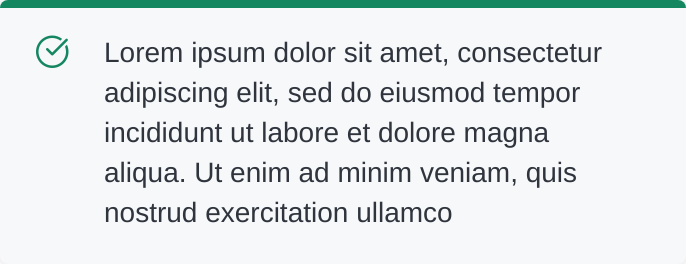 Lorem ipsum dolor sit amet, consectetur
adipiscing elit, sed do eiusmod tempor
incididunt ut labore et dolore magna
aliqua. Ut enim ad minim veniam, quis
nostrud exercitation ullamco